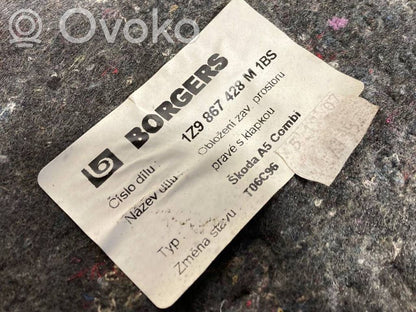 Ovoko
BORGERS
Číslo dílu: 1Z9 867 428 M 1BS
Název dílu: Obložení zav. prostoru
pravé s klapkou
Typ Škoda A5 Combi
Změna stavu T06C96